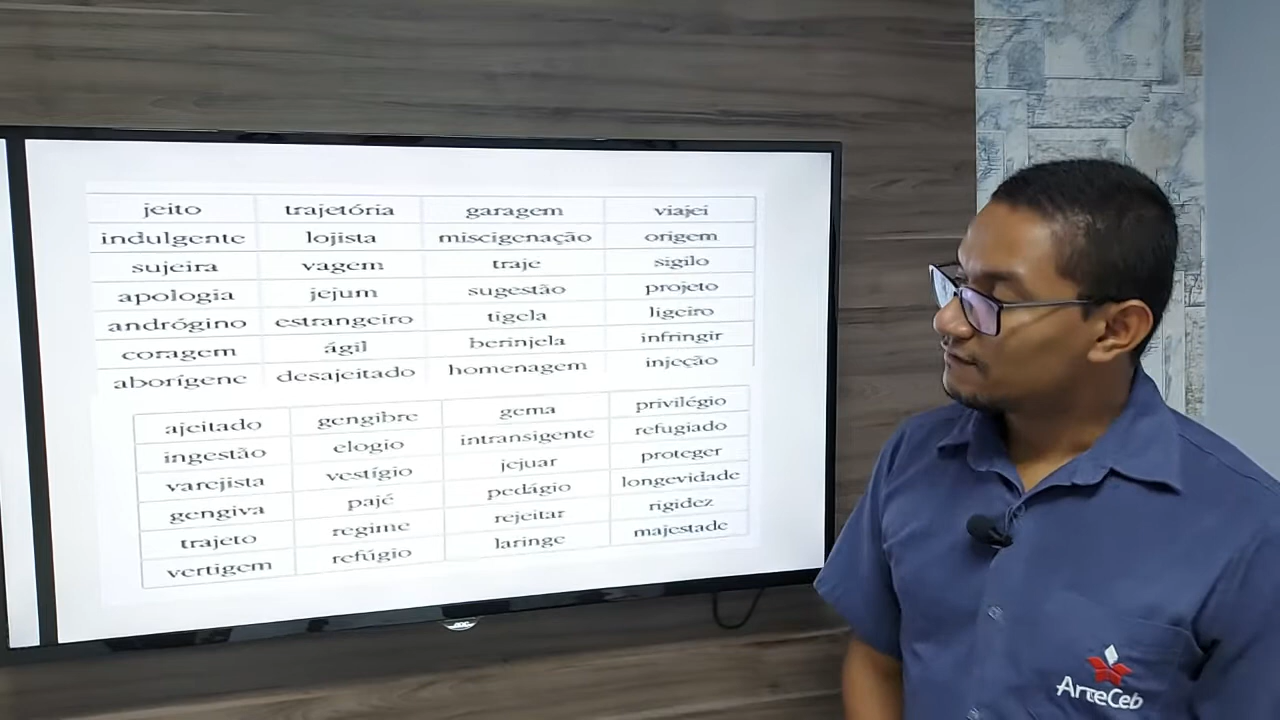 jeito trajetória garagem viajei
indulgente lojista miscigenação origem
sujeira vagem traje sigilo
apologia jejum sugestão projeto
andrógino estrangeiro tigela ligeiro
coragem ágil berinjela infringir
aborígene desajeitado homenagem injeção
ajeitado gengibre gema privilégio
ingestão elogio intransigente refugiado
varejista vestígio jejuar proteger
gengiva pajé pedágio longevidade
trajeto regime rejeitar rigidez
vertigem refúgio laringe majestade
AOC
ArteCeb